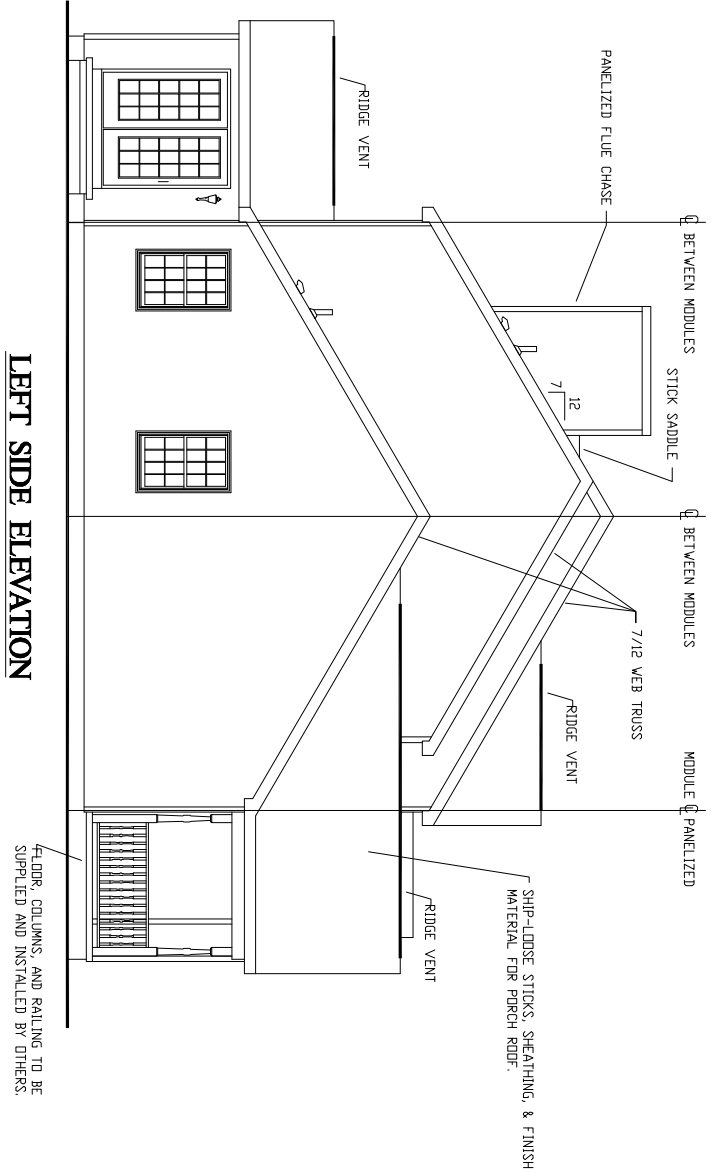 PANELIZED FLUE CHASE
RIDGE VENT
℄ BETWEEN MODULES
STICK SADDLE
12
7
℄ BETWEEN MODULES
7/12 WEB TRUSS
RIDGE VENT
MODULE ℄ PANELIZED
SHIP-LOOSE STICKS, SHEATHING, & FINISH
MATERIAL FOR PORCH ROOF.
RIDGE VENT
FLOOR, COLUMNS, AND RAILING TO BE
SUPPLIED AND INSTALLED BY OTHERS.
LEFT SIDE ELEVATION